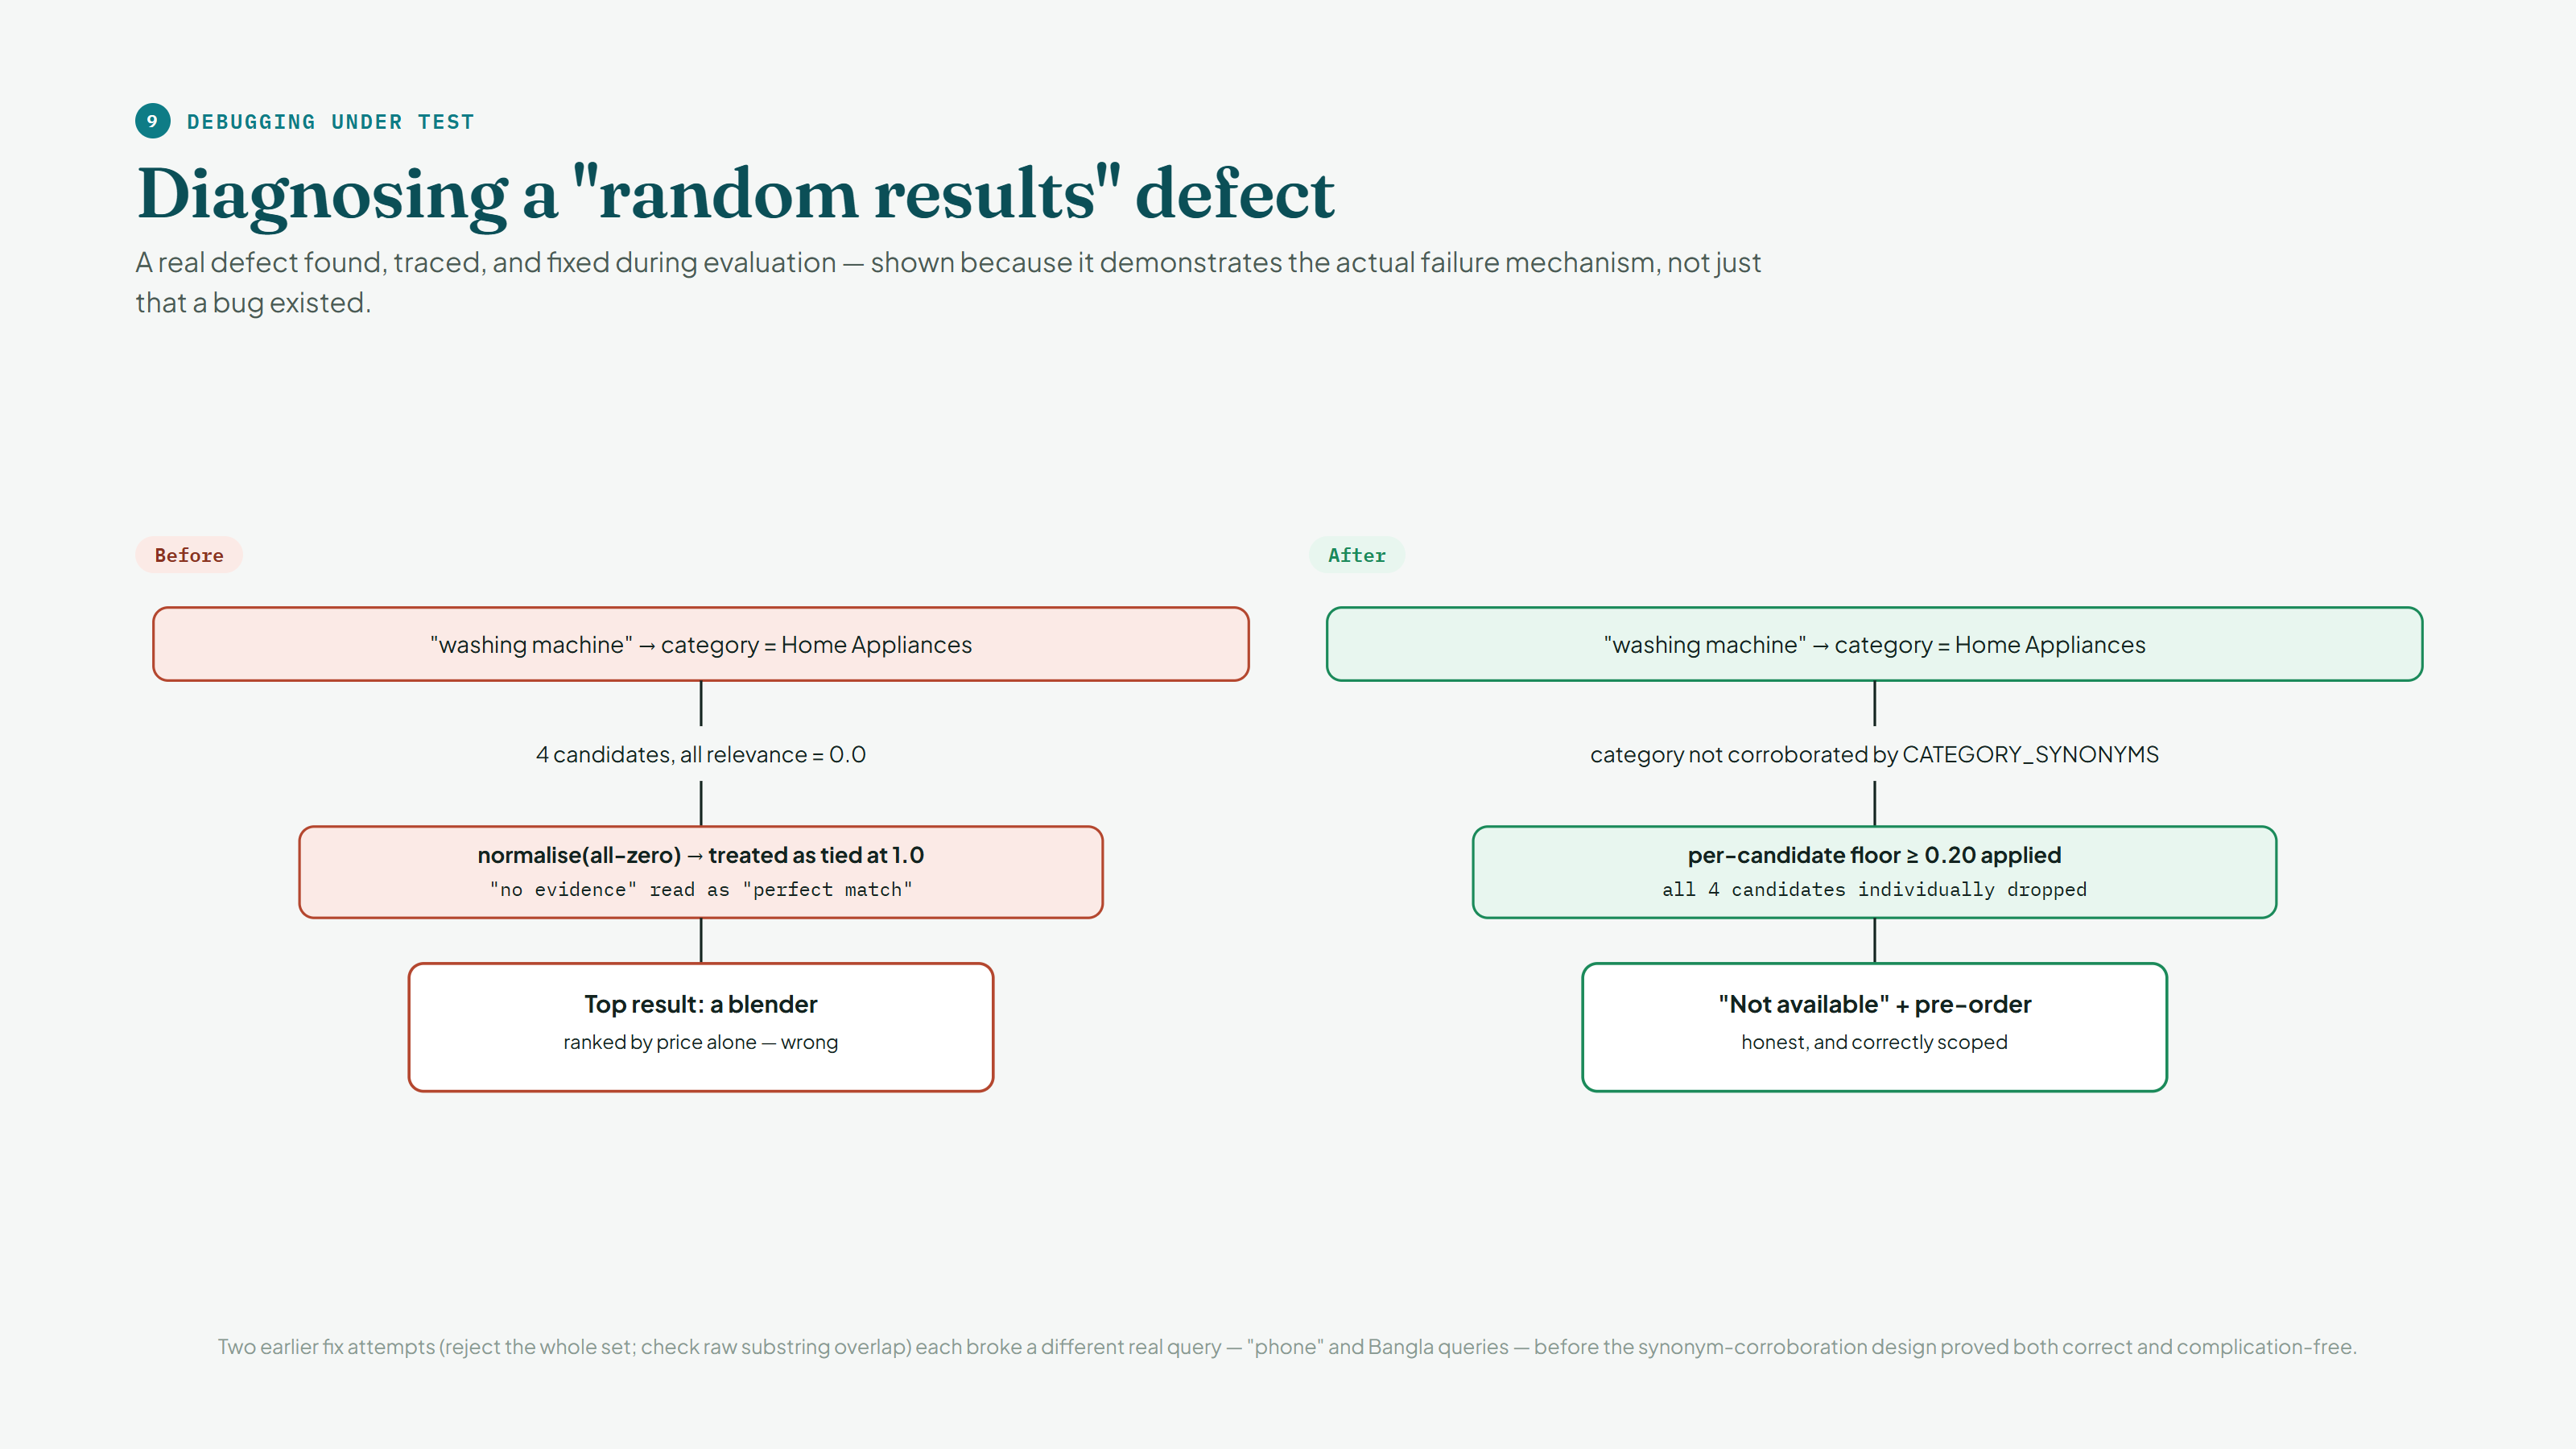 9 DEBUGGING UNDER TEST
Diagnosing a "random results" defect
A real defect found, traced, and fixed during evaluation — shown because it demonstrates the actual failure mechanism, not just
that a bug existed.
Before
"washing machine" → category = Home Appliances
4 candidates, all relevance = 0.0
normalise(all-zero) → treated as tied at 1.0
"no evidence" read as "perfect match"
Top result: a blender
ranked by price alone — wrong
After
"washing machine" → category = Home Appliances
category not corroborated by CATEGORY_SYNONYMS
per-candidate floor ≥ 0.20 applied
all 4 candidates individually dropped
"Not available" + pre-order
honest, and correctly scoped
Two earlier fix attempts (reject the whole set; check raw substring overlap) each broke a different real query — "phone" and Bangla queries — before the synonym-corroboration design proved both correct and complication-free.